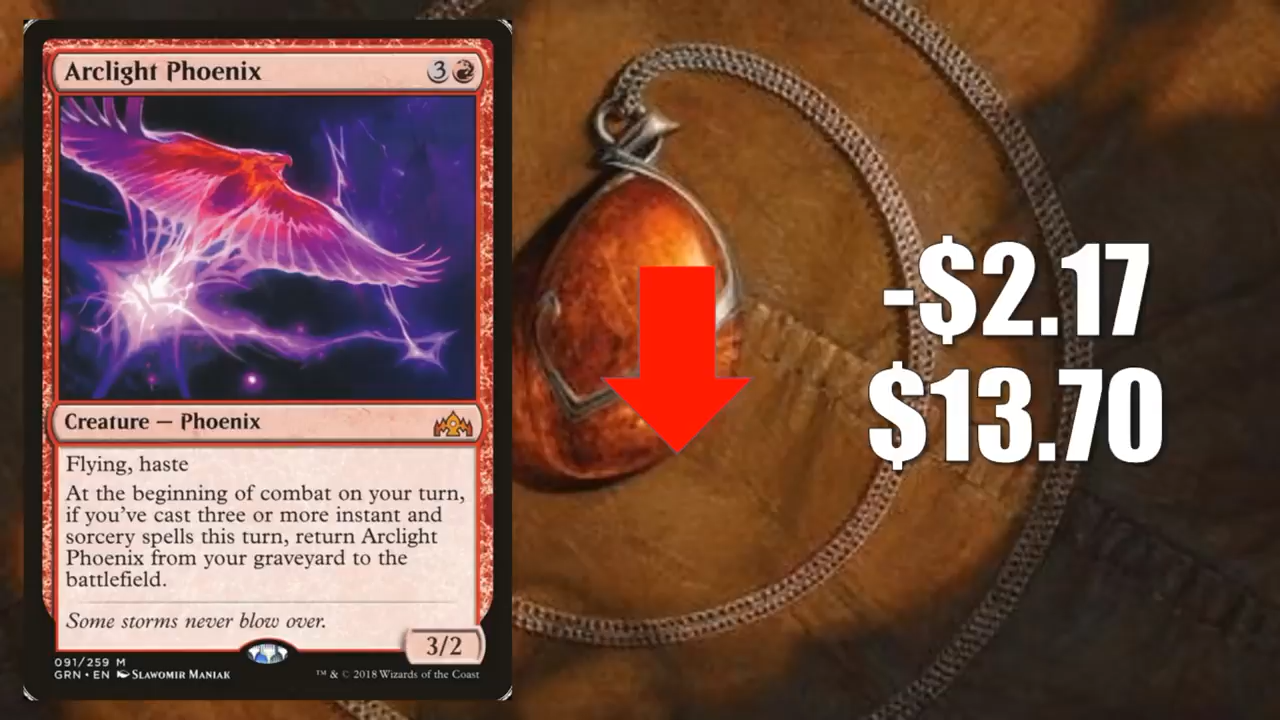 Arclight Phoenix 3
Creature — Phoenix
Flying, haste
At the beginning of combat on your turn,
if you've cast three or more instant and
sorcery spells this turn, return Arclight
Phoenix from your graveyard to the
battlefield.
Some storms never blow over.
3/2
091/259 M
GRN • EN SLAWOMIR MANIAK
™ & © 2018 Wizards of the Coast
-$2.17
$13.70